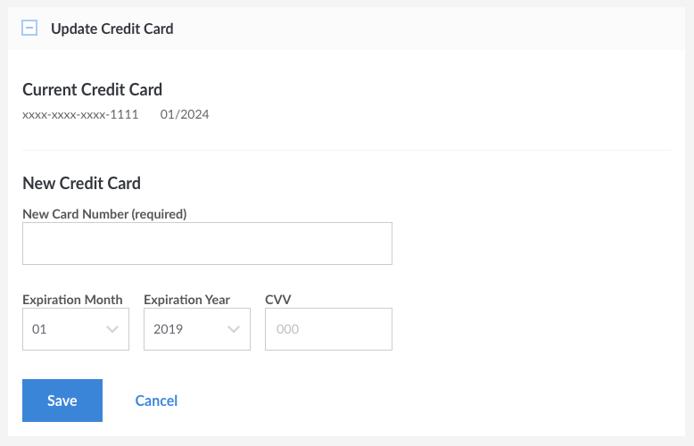 Update Credit Card
Current Credit Card
xxxx-xxxx-xxxx-1111 01/2024
New Credit Card
New Card Number (required)
Expiration Month Expiration Year CVV
01 2019 000
Save Cancel